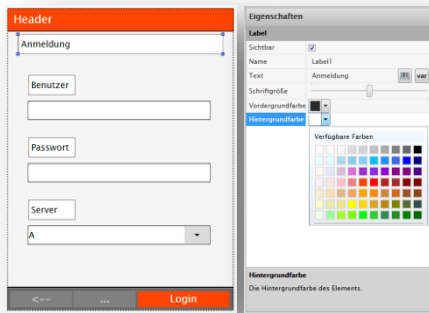 Header
Anmeldung
Benutzer
Passwort
Server
A
<--
...
Login
Eigenschaften
Label
Sichtbar
Name Label1
Text Anmeldung var
Schriftgröße
Vordergrundfarbe
Hintergrundfarbe
Verfügbare Farben
Hintergrundfarbe
Die Hintergrundfarbe des Elements.